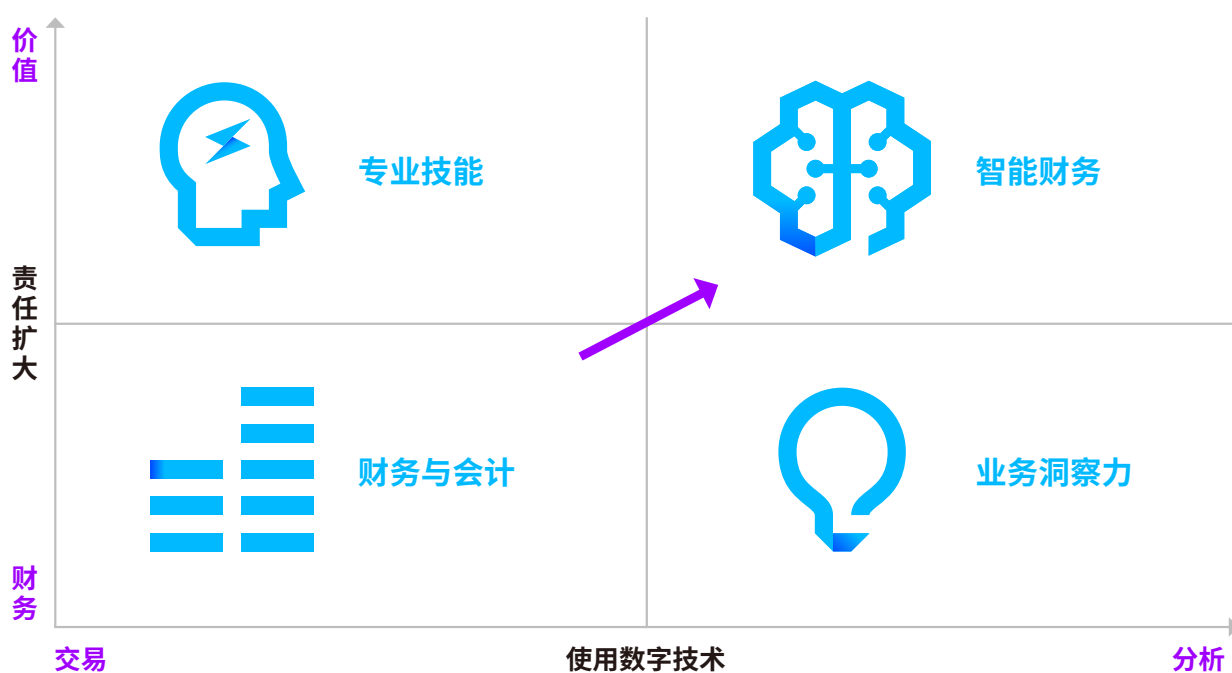 价值
专业技能
智能财务
责任扩大
财务与会计
业务洞察力
财务
交易
使用数字技术
分析